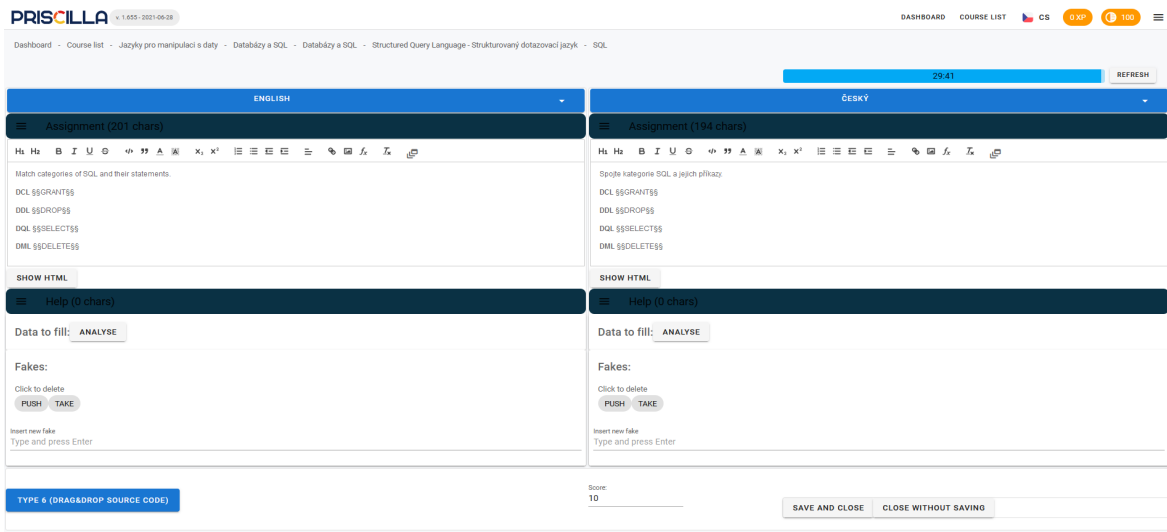 PRISCILLA v. 1.655 - 2021-06-28 DASHBOARD COURSE LIST CS 0 XP 100
Dashboard - Course list - Jazyky pro manipulaci s daty - Databázy a SQL - Databázy a SQL - Structured Query Language - Strukturovaný dotazovací jazyk - SQL
29:41 REFRESH
ENGLISH
Assignment (201 chars)
H1 H2 B I U S
Match categories of SQL and their statements.
DCL §§GRANT§§
DDL §§DROP§§
DQL §§SELECT§§
DML §§DELETE§§
SHOW HTML
Help (0 chars)
Data to fill: ANALYSE
Fakes:
Click to delete
PUSH TAKE
Insert new fake
Type and press Enter
ČESKÝ
Assignment (194 chars)
H1 H2 B I U S
Spojte kategorie SQL a jejich příkazy.
DCL §§GRANT§§
DDL §§DROP§§
DQL §§SELECT§§
DML §§DELETE§§
SHOW HTML
Help (0 chars)
Data to fill: ANALYSE
Fakes:
Click to delete
PUSH TAKE
Insert new fake
Type and press Enter
TYPE 6 (DRAG&DROP SOURCE CODE)
Score:
10
SAVE AND CLOSE CLOSE WITHOUT SAVING